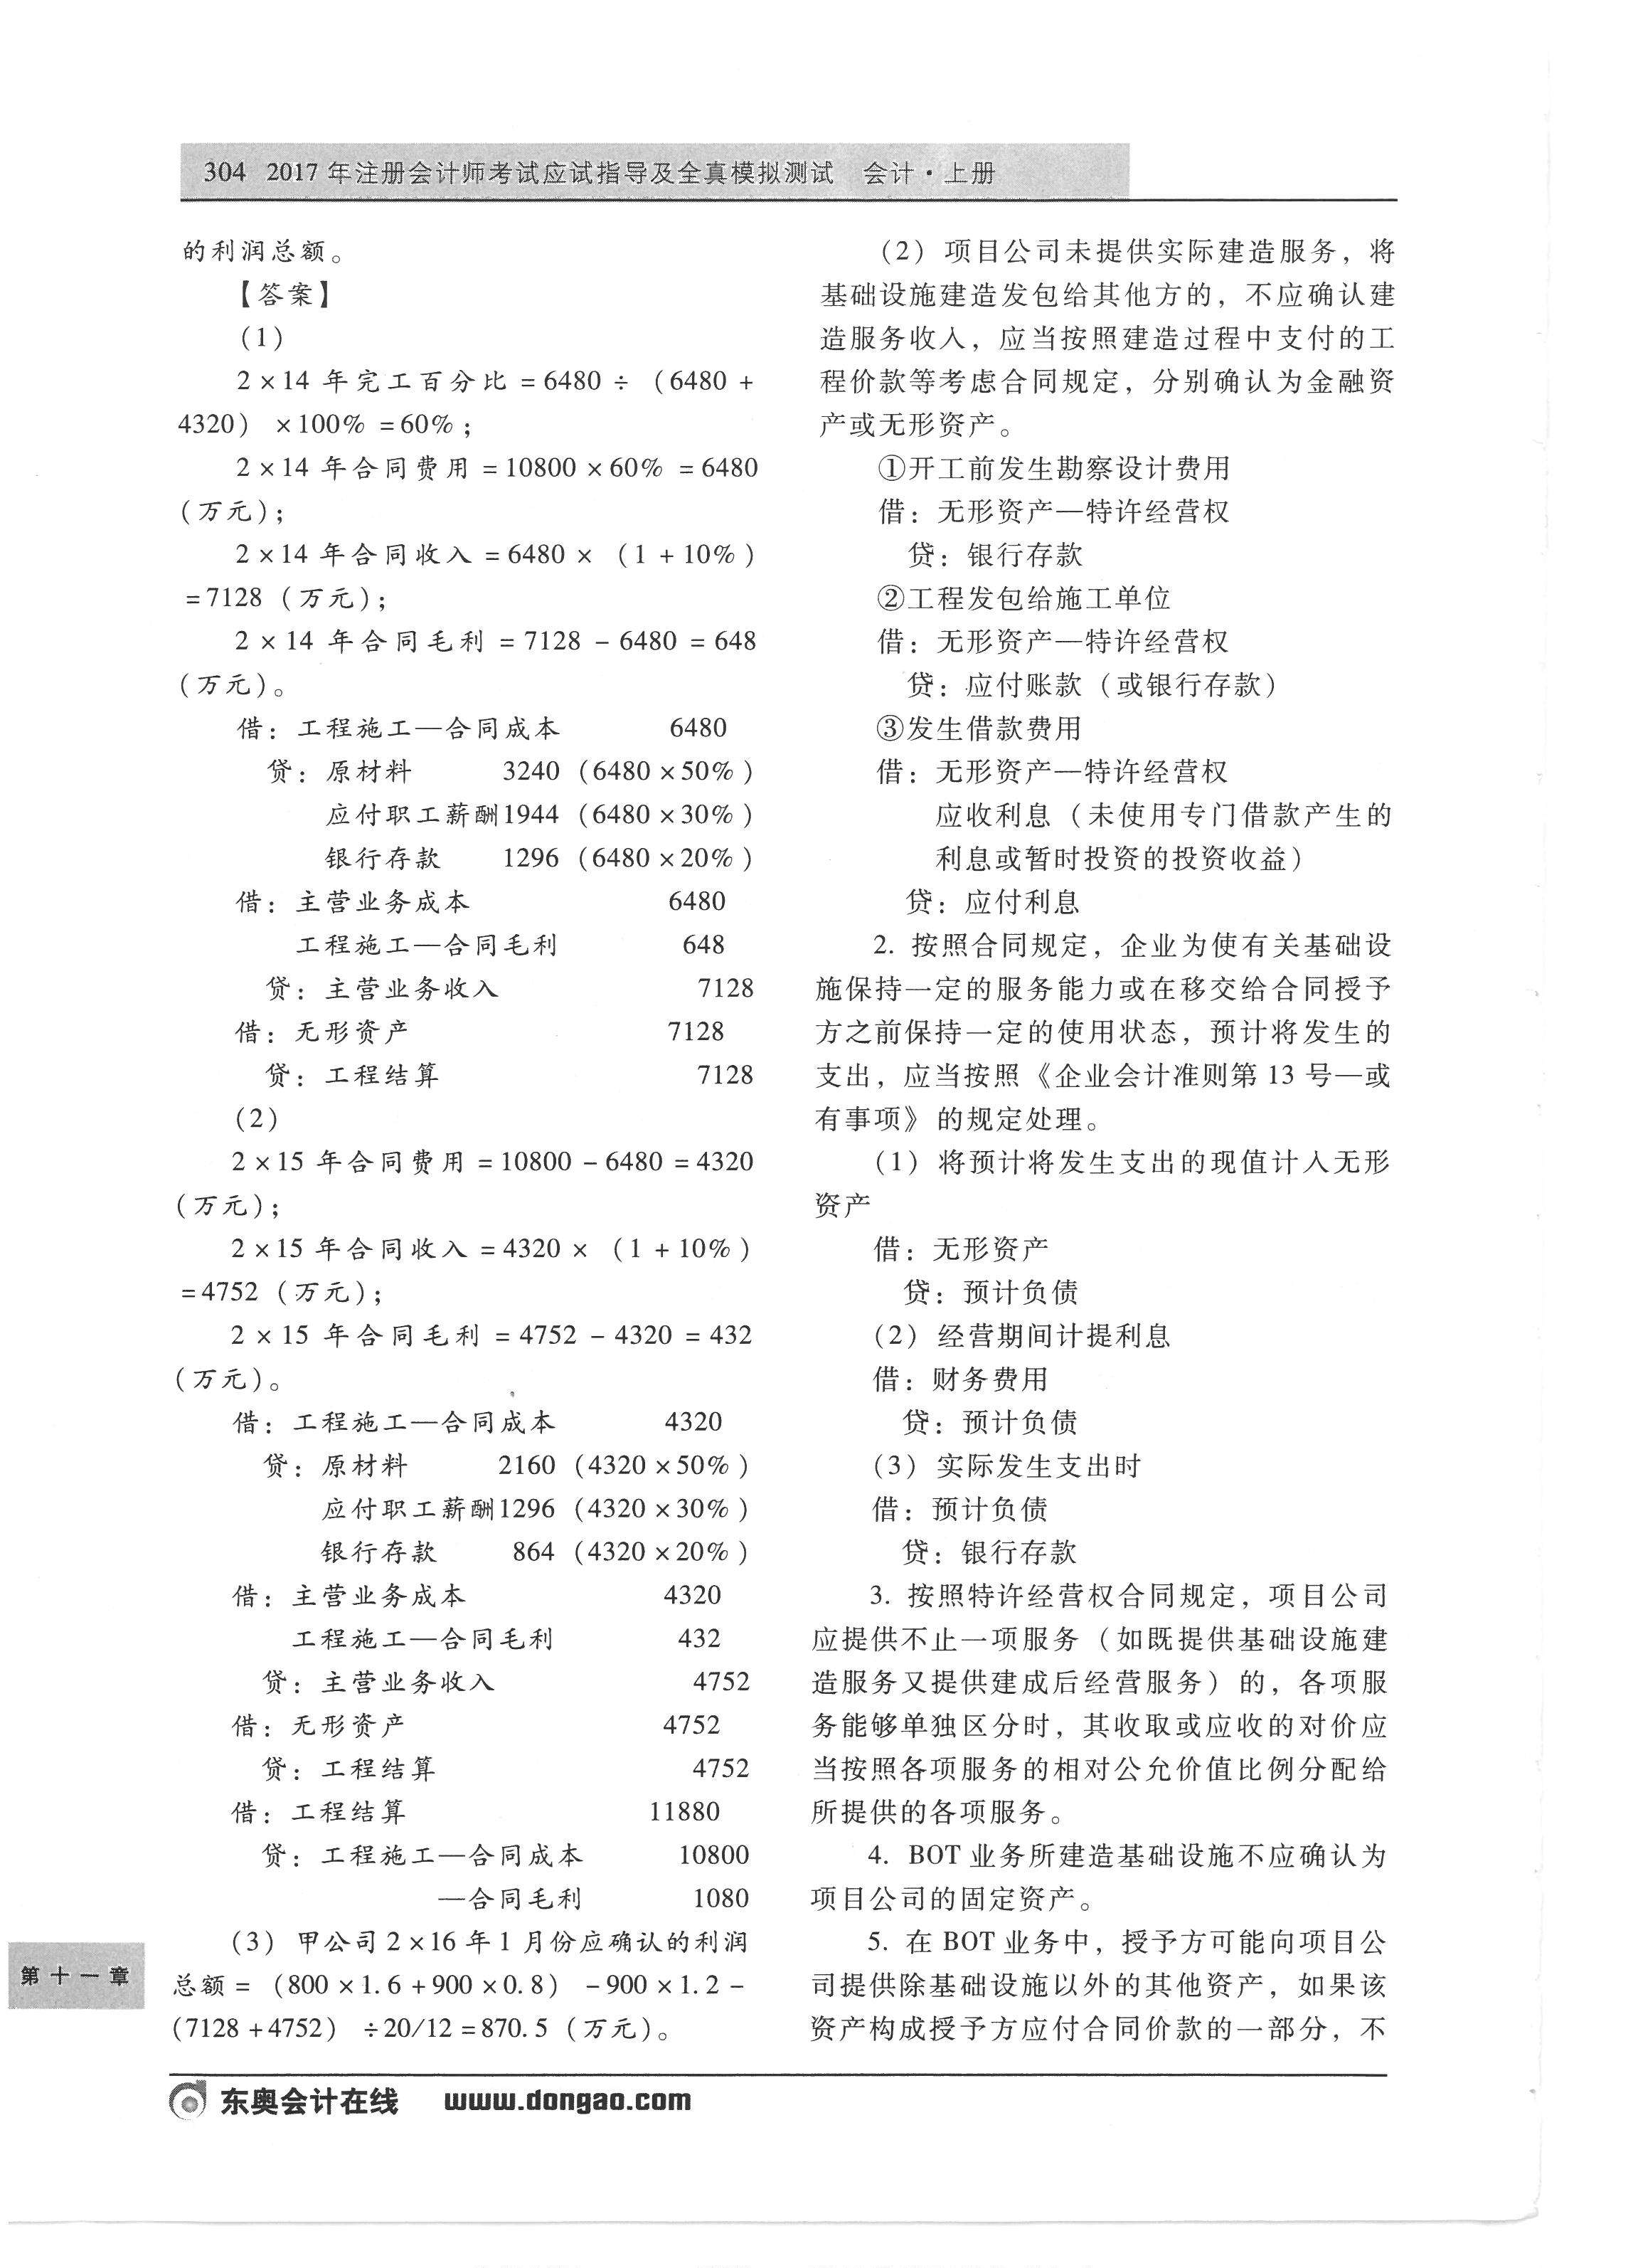 304 2017年注册会计师考试应试指导及全真模拟测试 会计·上册
的利润总额。
【答案】
(1)
2×14 年完工百分比 =6480 ÷ (6480 +
4320) ×100% =60%;
2×14 年合同费用 =10800×60% =6480
(万元);
2×14 年合同收入 =6480 × (1+10%)
=7128 (万元);
2×14 年合同毛利 =7128-6480=648
(万元)。
借:工程施工—合同成本 6480
贷:原材料 3240 (6480×50%)
应付职工薪酬1944 (6480×30%)
银行存款 1296 (6480×20%)
借:主营业务成本 6480
工程施工—合同毛利 648
贷:主营业务收入 7128
借:无形资产 7128
贷:工程结算 7128
(2)
2×15 年合同费用 =10800-6480=4320
(万元);
2×15 年合同收入 =4320 × (1+10%)
=4752 (万元);
2×15 年合同毛利 =4752-4320=432
(万元)。
借:工程施工—合同成本 4320
贷:原材料 2160 (4320×50%)
应付职工薪酬1296 (4320×30%)
银行存款 864 (4320×20%)
借:主营业务成本 4320
工程施工—合同毛利 432
贷:主营业务收入 4752
借:无形资产 4752
贷:工程结算 4752
借:工程结算 11880
贷:工程施工—合同成本 10800
—合同毛利 1080
(3) 甲公司2×16年1月份应确认的利润
总额 = (800×1.6+900×0.8) -900×1.2-
(7128+4752) ÷20/12=870.5 (万元)。
(2) 项目公司未提供实际建造服务,将
基础设施建造发包给其他方的,不应确认建
造服务收入,应当按照建造过程中支付的工
程价款等考虑合同规定,分别确认为金融资
产或无形资产。
①开工前发生勘察设计费用
借:无形资产—特许经营权
贷:银行存款
②工程发包给施工单位
借:无形资产—特许经营权
贷:应付账款(或银行存款)
③发生借款费用
借:无形资产—特许经营权
应收利息(未使用专门借款产生的
利息或暂时投资的投资收益)
贷:应付利息
2. 按照合同规定,企业为使有关基础设
施保持一定的服务能力或在移交给合同授予
方之前保持一定的使用状态,预计将发生的
支出,应当按照《企业会计准则第 13 号—或
有事项》的规定处理。
(1) 将预计将发生支出的现值计入无形
资产
借:无形资产
贷:预计负债
(2) 经营期间计提利息
借:财务费用
贷:预计负债
(3) 实际发生支出时
借:预计负债
贷:银行存款
3. 按照特许经营权合同规定,项目公司
应提供不止一项服务(如既提供基础设施建
造服务又提供建成后经营服务)的,各项服
务能够单独区分时,其收取或应收的对价应
当按照各项服务的相对公允价值比例分配给
所提供的各项服务。
4. BOT 业务所建造基础设施不应确认为
项目公司的固定资产。
5. 在 BOT 业务中,授予方可能向项目公
司提供除基础设施以外的其他资产,如果该
资产构成授予方应付合同价款的一部分,不
第十一章
东奥会计在线 www.dongao.com